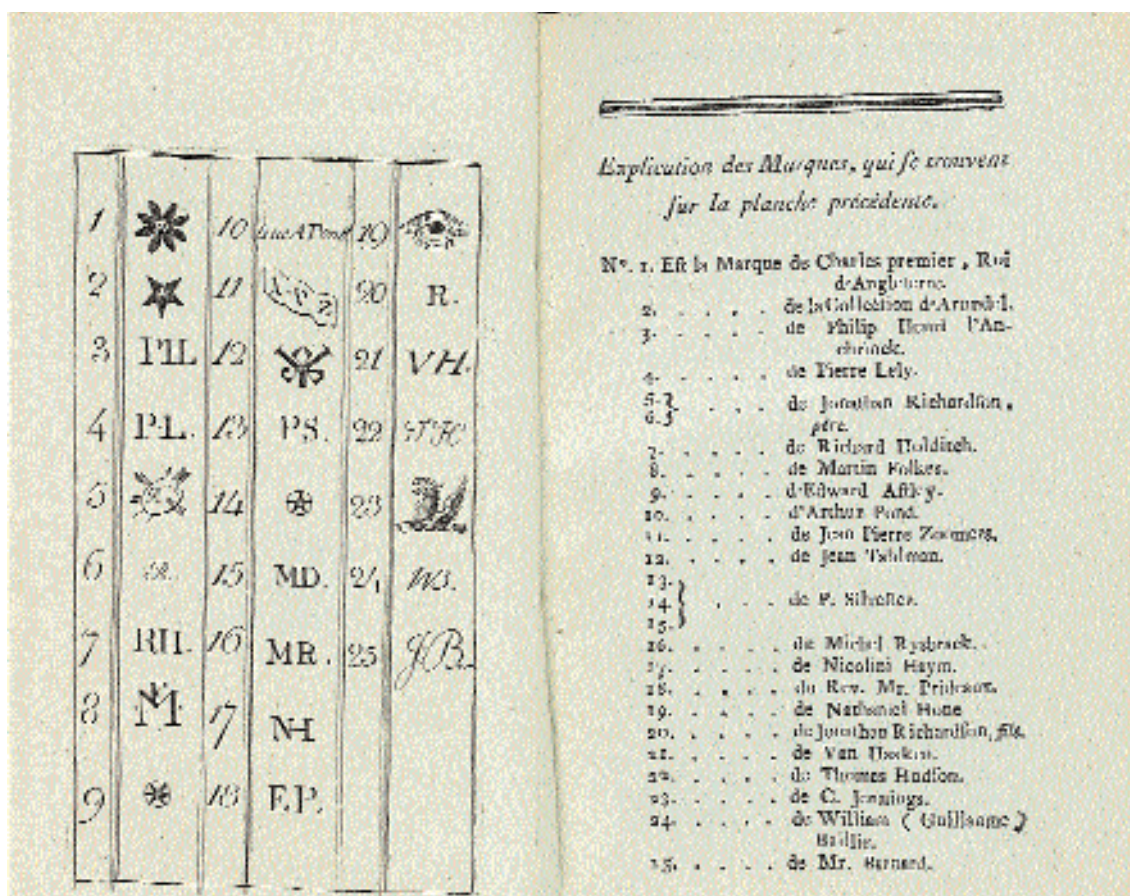 1
10
19
2
11
20
R.
3
PH.
12
21
VH.
4
P.L.
13
PS.
22
TH
5
14
23
6
R.
15
MD.
24
WB.
7
RH.
16
MR.
25
JB.
8
M
17
NH
9
18
E.P.
Explication des Marques, qui ſe trouvent
ſur la planche précédente.
Nº. 1. Eſt la Marque de Charles premier, Roi
d'Angleterre.
2. . . . . de la Collection d'Arundel.
3. . . . . de Philip Henri l'An-
4. . . . . de Pierre Lely.
5.
6.} . . . . de Jonathan Richardſon,
père.
7. . . . . de Richard Holditch.
8. . . . . de Martin Folkes.
9. . . . . d'Edward Aſtley.
10. . . . . d'Arthur Pond.
11. . . . . de Jean Pierre Zoomers.
12. . . . . de Jean
13.
14.} . . . de P.
15.
16. . . . . de Michel Rysbrack.
17. . . . . de Nicolini Haym.
18. . . . . du Rev. Mr. Prideaux.
19. . . . . de Nathaniel Hone
20. . . . . de Jonathan Richardſon, fils.
21. . . . . de Van
22. . . . . de Thomas Hudſon.
23. . . . . de C. Jennings.
24. . . . . de William (Guillaume)
Baillie.
25. . . . . de Mr. Barnard.